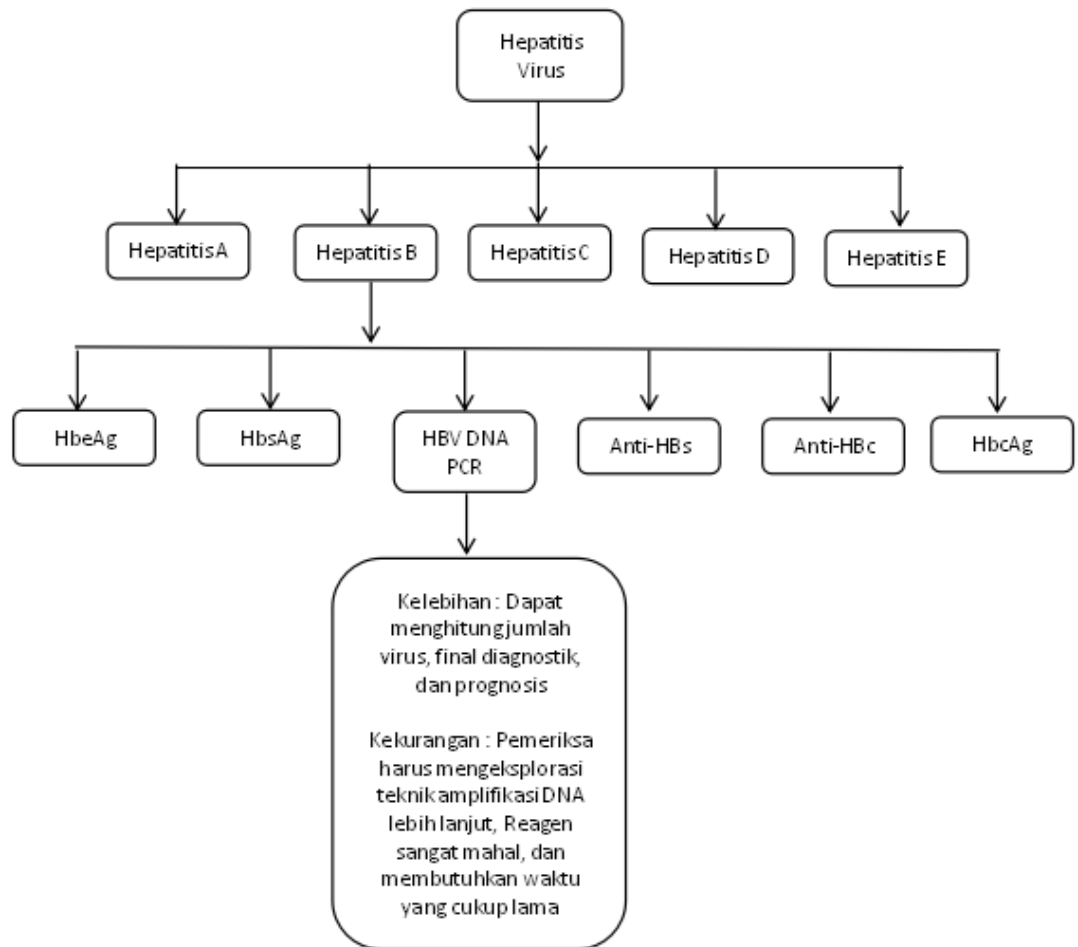 Hepatitis
Virus
Hepatitis A
Hepatitis B
Hepatitis C
Hepatitis D
Hepatitis E
HbeAg
HbsAg
HBV DNA
PCR
Anti-HBs
Anti-HBc
HbcAg
Kelebihan : Dapat
menghitung jumlah
virus, final diagnostik,
dan prognosis
Kekurangan : Pemeriksa
harus mengeksplorasi
teknik amplifikasi DNA
lebih lanjut, Reagen
sangat mahal, dan
membutuhkan waktu
yang cukup lama